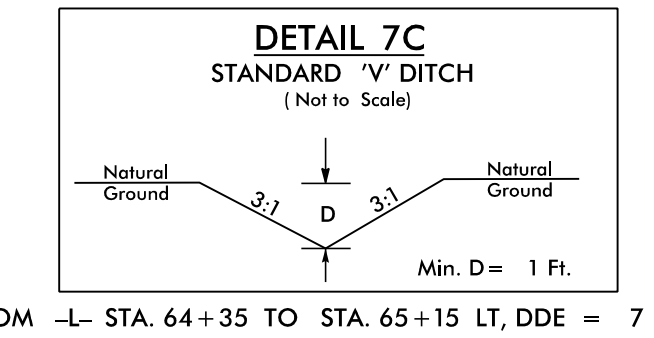 DETAIL 7C
STANDARD 'V' DITCH
( Not to Scale)
Natural
Ground
3:1
D
3:1
Natural
Ground
Min. D= 1 Ft.
OM -L- STA. 64+35 TO STA. 65+15 LT, DDE = 7